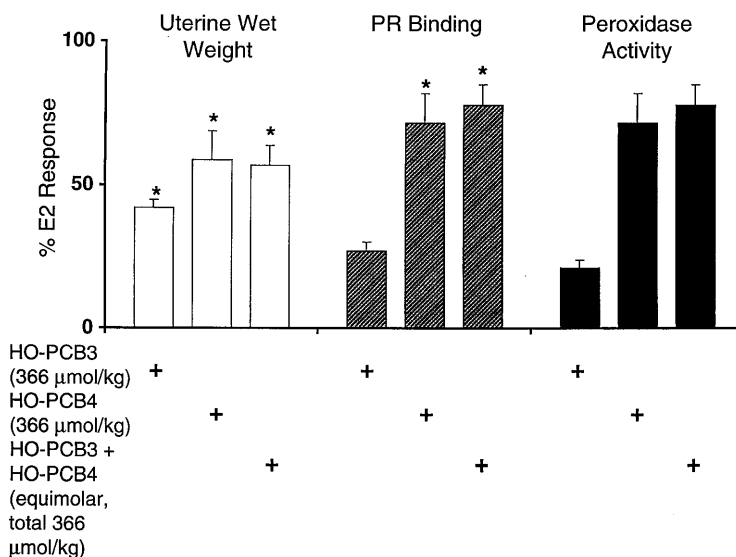 Uterine Wet
Weight
PR Binding
Peroxidase
Activity
100
50
0
% E2 Response
*
*
*
*
*
HO-PCB3
(366 μmol/kg)
+
+
+
HO-PCB4
(366 μmol/kg)
+
+
+
HO-PCB3 +
HO-PCB4
(equimolar,
total 366
μmol/kg)
+
+
+